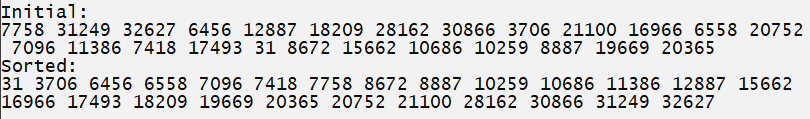 Initial:
7758 31249 32627 6456 12887 18209 28162 30866 3706 21100 16966 6558 20752
7096 11386 7418 17493 31 8672 15662 10686 10259 8887 19669 20365
Sorted:
31 3706 6456 6558 7096 7418 7758 8672 8887 10259 10686 11386 12887 15662
16966 17493 18209 19669 20365 20752 21100 28162 30866 31249 32627